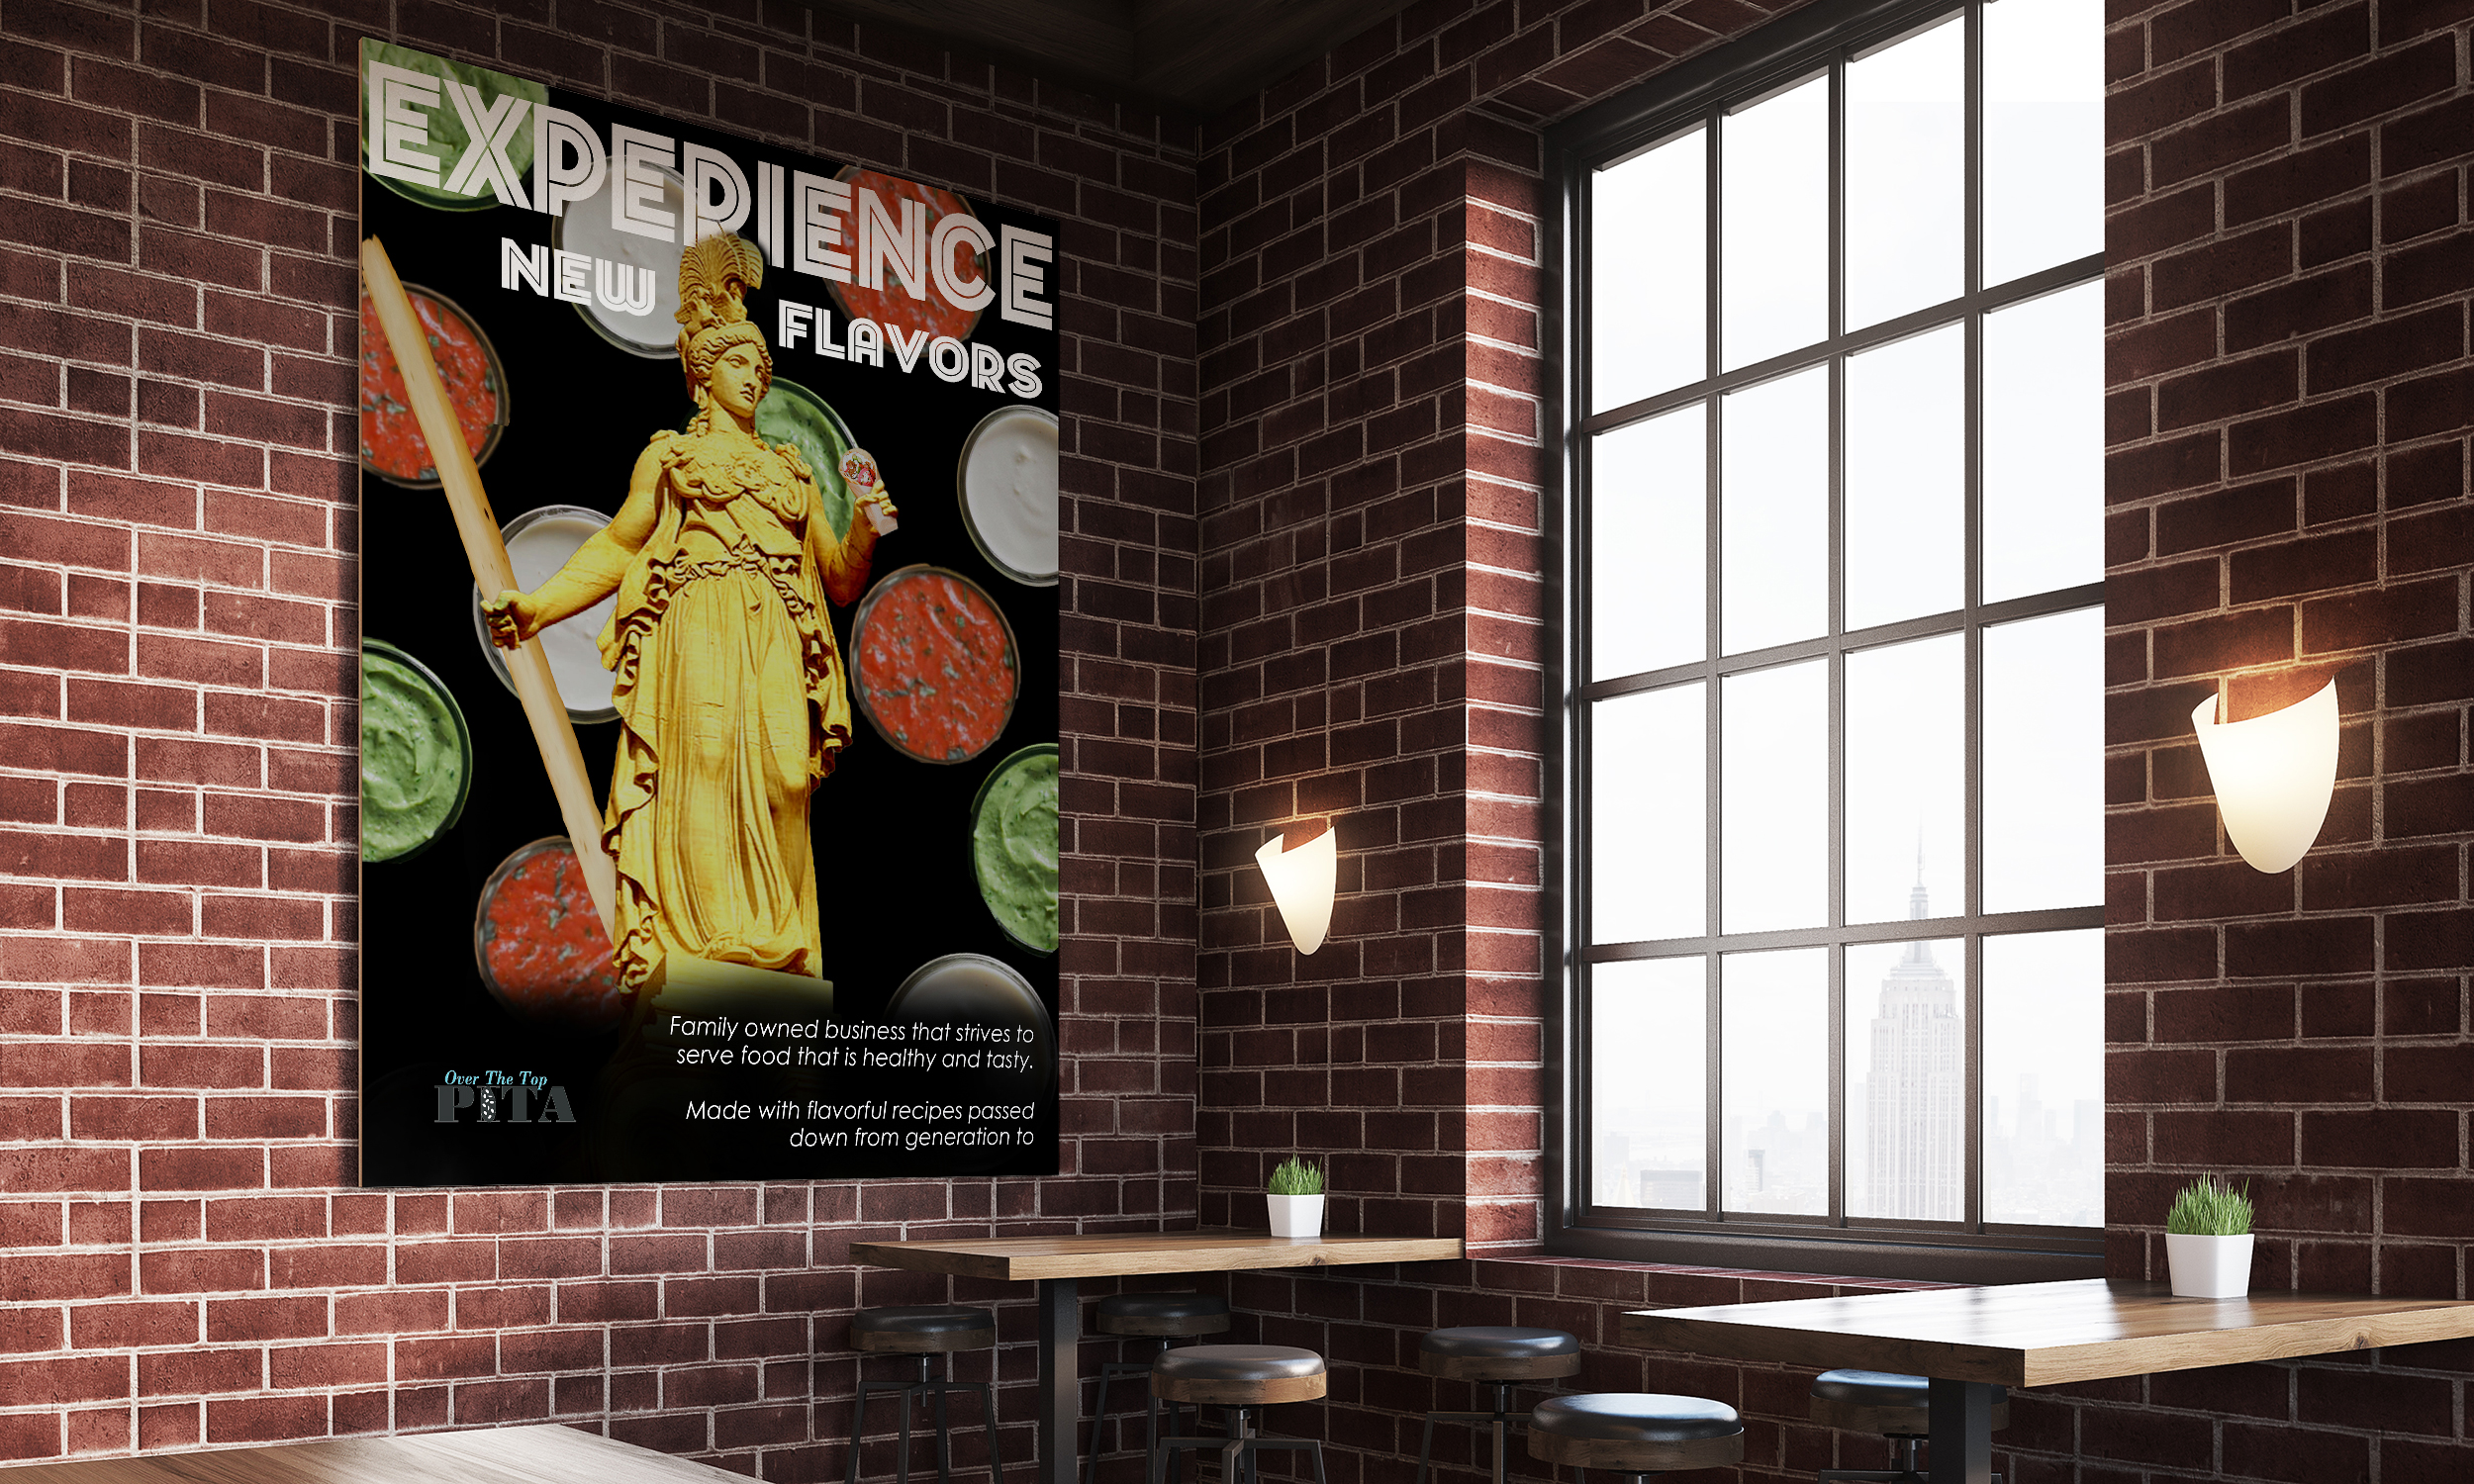 EXPERIENCE
NEW
FLAVORS
Family owned business that strives to
serve food that is healthy and tasty.
Made with flavorful recipes passed
down from generation to
Over The Top
PITA